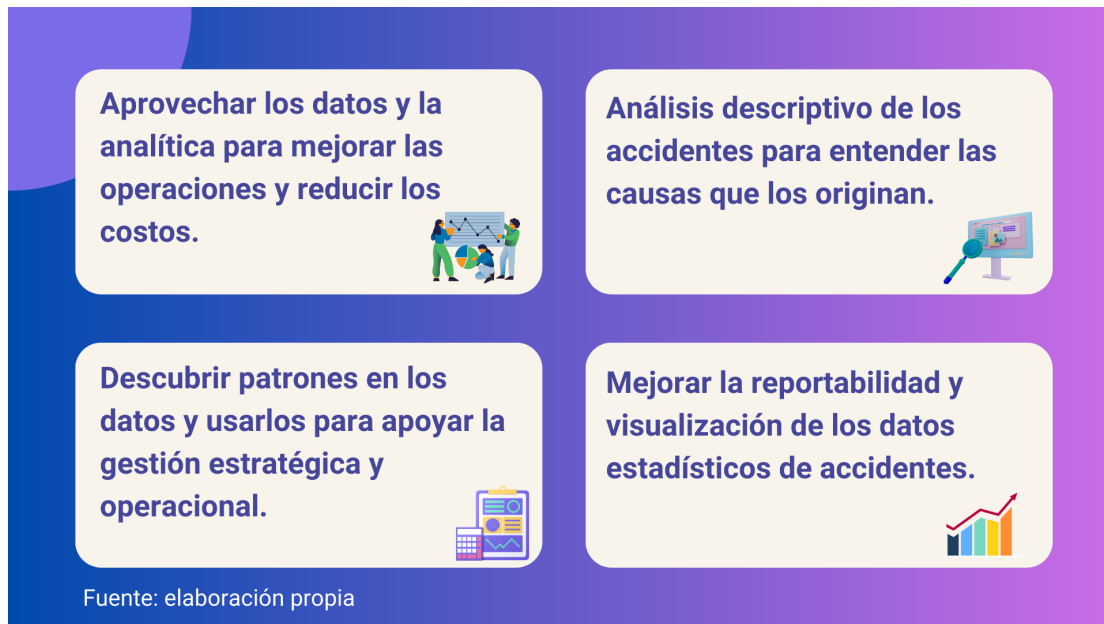 Aprovechar los datos y la
analítica para mejorar las
operaciones y reducir los
costos.
Análisis descriptivo de los
accidentes para entender las
causas que los originan.
Descubrir patrones en los
datos y usarlos para apoyar la
gestión estratégica y
operacional.
Mejorar la reportabilidad y
visualización de los datos
estadísticos de accidentes.
Fuente: elaboración propia